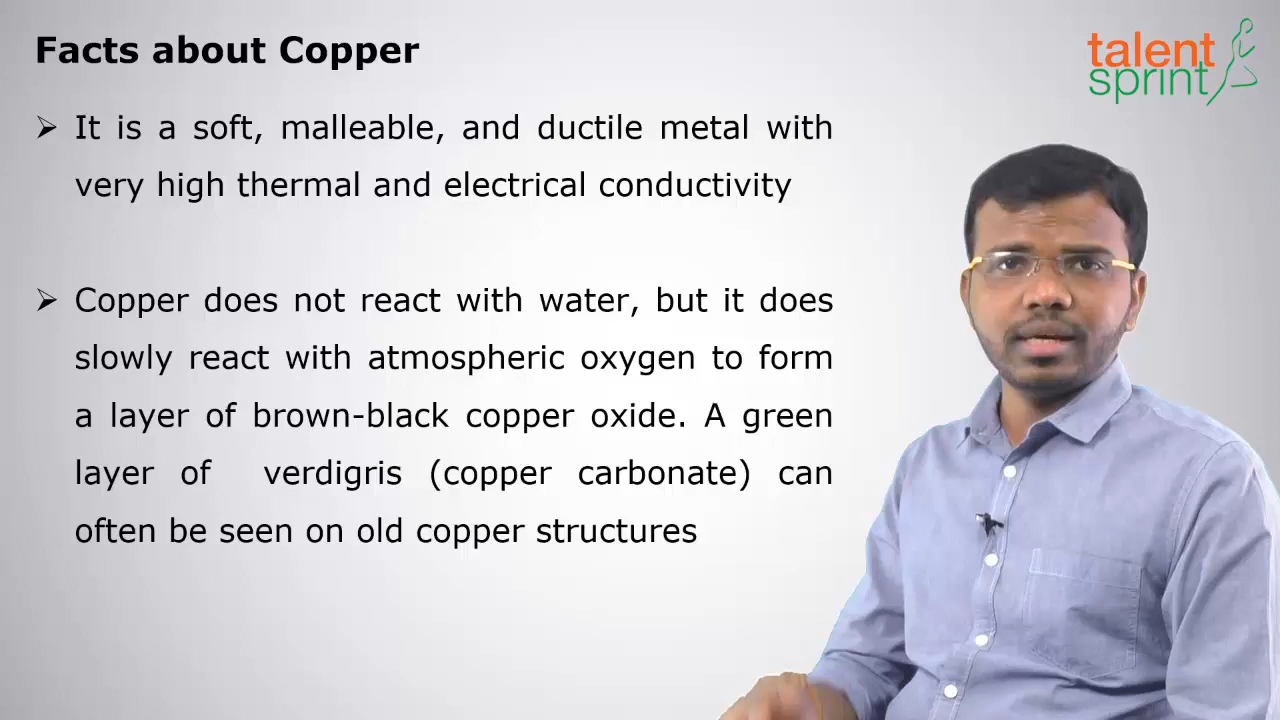 Facts about Copper
talent
sprint
➢ It is a soft, malleable, and ductile metal with
very high thermal and electrical conductivity
➢ Copper does not react with water, but it does
slowly react with atmospheric oxygen to form
a layer of brown-black copper oxide. A green
layer of verdigris (copper carbonate) can
often be seen on old copper structures